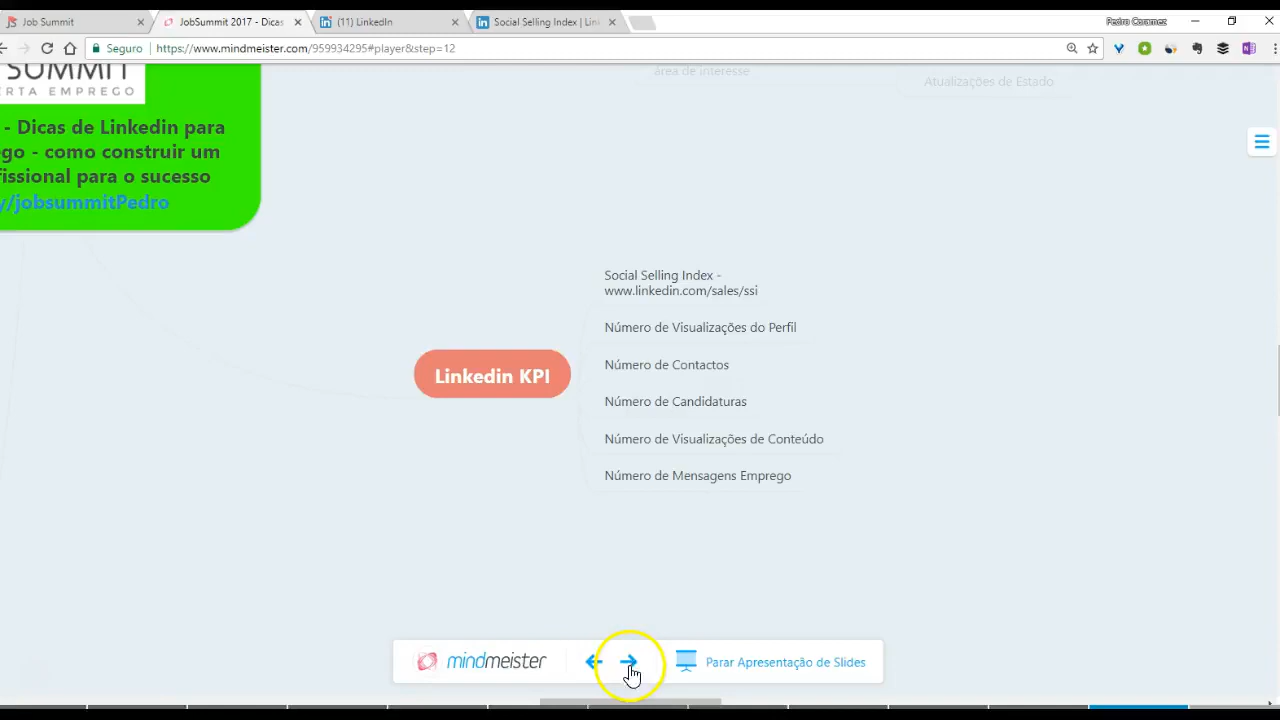 Job Summit
JobSummit 2017 - Dicas
(11) LinkedIn
Social Selling Index | Link
Pedro Caramez
Seguro
https://www.mindmeister.com/959934295#player&step=12
SUMMIT
ERTA EMPREGO
- Dicas de Linkedin para
ego - como construir um
fissional para o sucesso
y/jobsummitPedro
área de interesse
Atualizações de Estado
Social Selling Index -
www.linkedin.com/sales/ssi
Número de Visualizações do Perfil
Linkedin KPI
Número de Contactos
Número de Candidaturas
Número de Visualizações de Conteúdo
Número de Mensagens Emprego
mindmeister
Parar Apresentação de Slides